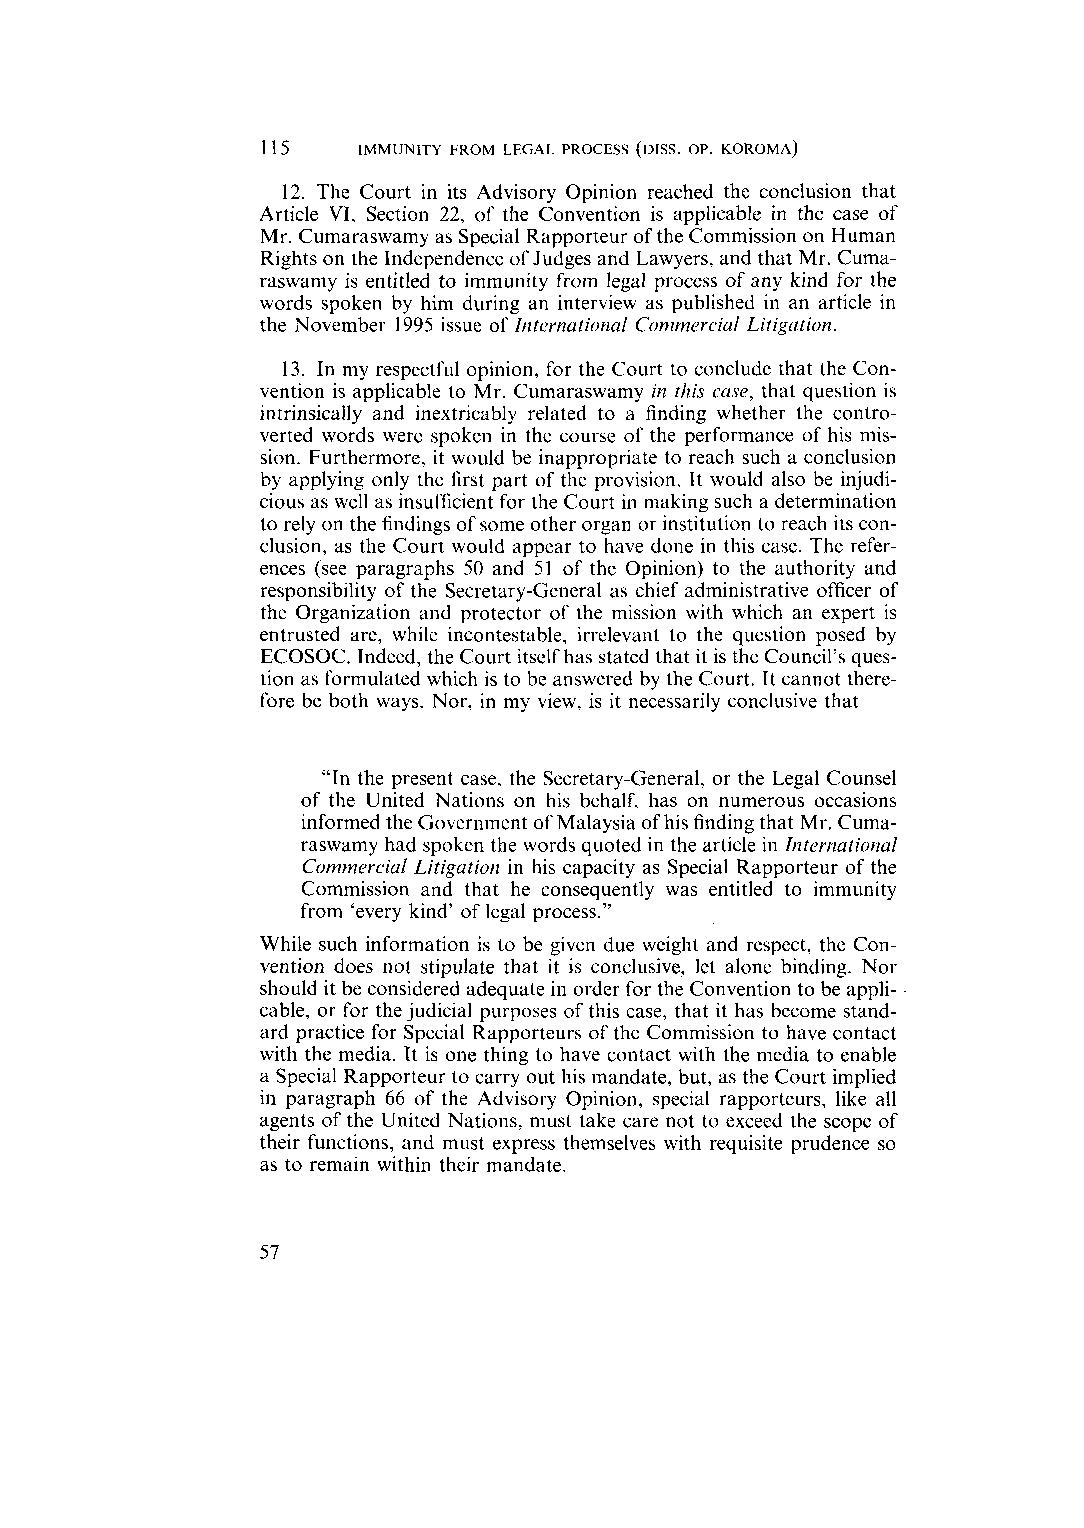 115 IMMUNITY FROM LEGAL PROCESS (DISS. OP. KOROMA)
12. The Court in its Advisory Opinion reached the conclusion that
Article VI, Section 22, of the Convention is applicable in the case of
Mr. Cumaraswamy as Special Rapporteur of the Commission on Human
Rights on the Independence of Judges and Lawyers, and that Mr. Cuma-
raswamy is entitled to immunity from legal process of any kind for the
words spoken by him during an interview as published in an article in
the November 1995 issue of International Commercial Litigation.
13. In my respectful opinion, for the Court to conclude that the Con-
vention is applicable to Mr. Cumaraswamy in this case, that question is
intrinsically and inextricably related to a finding whether the contro-
verted words were spoken in the course of the performance of his mis-
sion. Furthermore, it would be inappropriate to reach such a conclusion
by applying only the first part of the provision. It would also be injudi-
cious as well as insufficient for the Court in making such a determination
to rely on the findings of some other organ or institution to reach its con-
clusion, as the Court would appear to have done in this case. The refer-
ences (see paragraphs 50 and 51 of the Opinion) to the authority and
responsibility of the Secretary-General as chief administrative officer of
the Organization and protector of the mission with which an expert is
entrusted are, while incontestable, irrelevant to the question posed by
ECOSOC. Indeed, the Court itself has stated that it is the Council's ques-
tion as formulated which is to be answered by the Court. It cannot there-
fore be both ways. Nor, in my view, is it necessarily conclusive that
"In the present case, the Secretary-General, or the Legal Counsel
of the United Nations on his behalf, has on numerous occasions
informed the Government of Malaysia of his finding that Mr. Cuma-
raswamy had spoken the words quoted in the article in International
Commercial Litigation in his capacity as Special Rapporteur of the
Commission and that he consequently was entitled to immunity
from 'every kind' of legal process."
While such information is to be given due weight and respect, the Con-
vention does not stipulate that it is conclusive, let alone binding. Nor
should it be considered adequate in order for the Convention to be appli-
cable, or for the judicial purposes of this case, that it has become stand-
ard practice for Special Rapporteurs of the Commission to have contact
with the media. It is one thing to have contact with the media to enable
a Special Rapporteur to carry out his mandate, but, as the Court implied
in paragraph 66 of the Advisory Opinion, special rapporteurs, like all
agents of the United Nations, must take care not to exceed the scope of
their functions, and must express themselves with requisite prudence so
as to remain within their mandate.
57